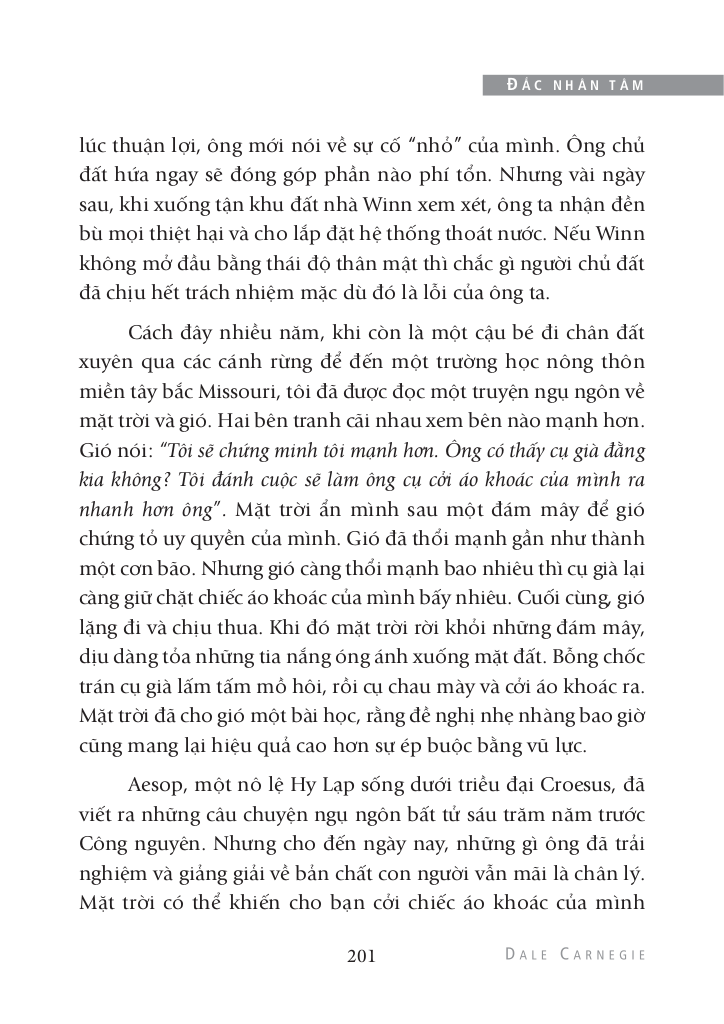 ĐẮC NHÂN TÂM
lúc thuận lợi, ông mới nói về sự cố “nhỏ” của mình. Ông chủ
đất hứa ngay sẽ đóng góp phần nào phí tổn. Nhưng vài ngày
sau, khi xuống tận khu đất nhà Winn xem xét, ông ta nhận đền
bù mọi thiệt hại và cho lắp đặt hệ thống thoát nước. Nếu Winn
không mở đầu bằng thái độ thân mật thì chắc gì người chủ đất
đã chịu hết trách nhiệm mặc dù đó là lỗi của ông ta.
Cách đây nhiều năm, khi còn là một cậu bé đi chân đất
xuyên qua các cánh rừng để đến một trường học nông thôn
miền tây bắc Missouri, tôi đã được đọc một truyện ngụ ngôn về
mặt trời và gió. Hai bên tranh cãi nhau xem bên nào mạnh hơn.
Gió nói: “Tôi sẽ chứng minh tôi mạnh hơn. Ông có thấy cụ già đằng
kia không? Tôi đánh cuộc sẽ làm ông cụ cởi áo khoác của mình ra
nhanh hơn ông”. Mặt trời ẩn mình sau một đám mây để gió
chứng tỏ uy quyền của mình. Gió đã thổi mạnh gần như thành
một cơn bão. Nhưng gió càng thổi mạnh bao nhiêu thì cụ già lại
càng giữ chặt chiếc áo khoác của mình bấy nhiêu. Cuối cùng, gió
lặng đi và chịu thua. Khi đó mặt trời rời khỏi những đám mây,
dịu dàng tỏa những tia nắng óng ánh xuống mặt đất. Bỗng chốc
trán cụ già lấm tấm mồ hôi, rồi cụ chau mày và cởi áo khoác ra.
Mặt trời đã cho gió một bài học, rằng đề nghị nhẹ nhàng bao giờ
cũng mang lại hiệu quả cao hơn sự ép buộc bằng vũ lực.
Aesop, một nô lệ Hy Lạp sống dưới triều đại Croesus, đã
viết ra những câu chuyện ngụ ngôn bất tử sáu trăm năm trước
Công nguyên. Nhưng cho đến ngày nay, những gì ông đã trải
nghiệm và giảng giải về bản chất con người vẫn mãi là chân lý.
Mặt trời có thể khiến cho bạn cởi chiếc áo khoác của mình
201
DALE CARNEGIE